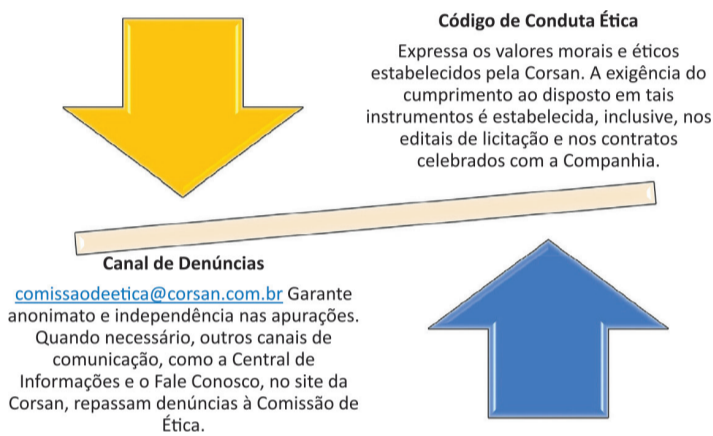 Código de Conduta Ética
Expressa os valores morais e éticos
estabelecidos pela Corsan. A exigência do
cumprimento ao disposto em tais
instrumentos é estabelecida, inclusive, nos
editais de licitação e nos contratos
celebrados com a Companhia.
Canal de Denúncias
comissaodeetica@corsan.com.br Garante
anonimato e independência nas apurações.
Quando necessário, outros canais de
comunicação, como a Central de
Informações e o Fale Conosco, no site da
Corsan, repassam denúncias à Comissão de
Ética.